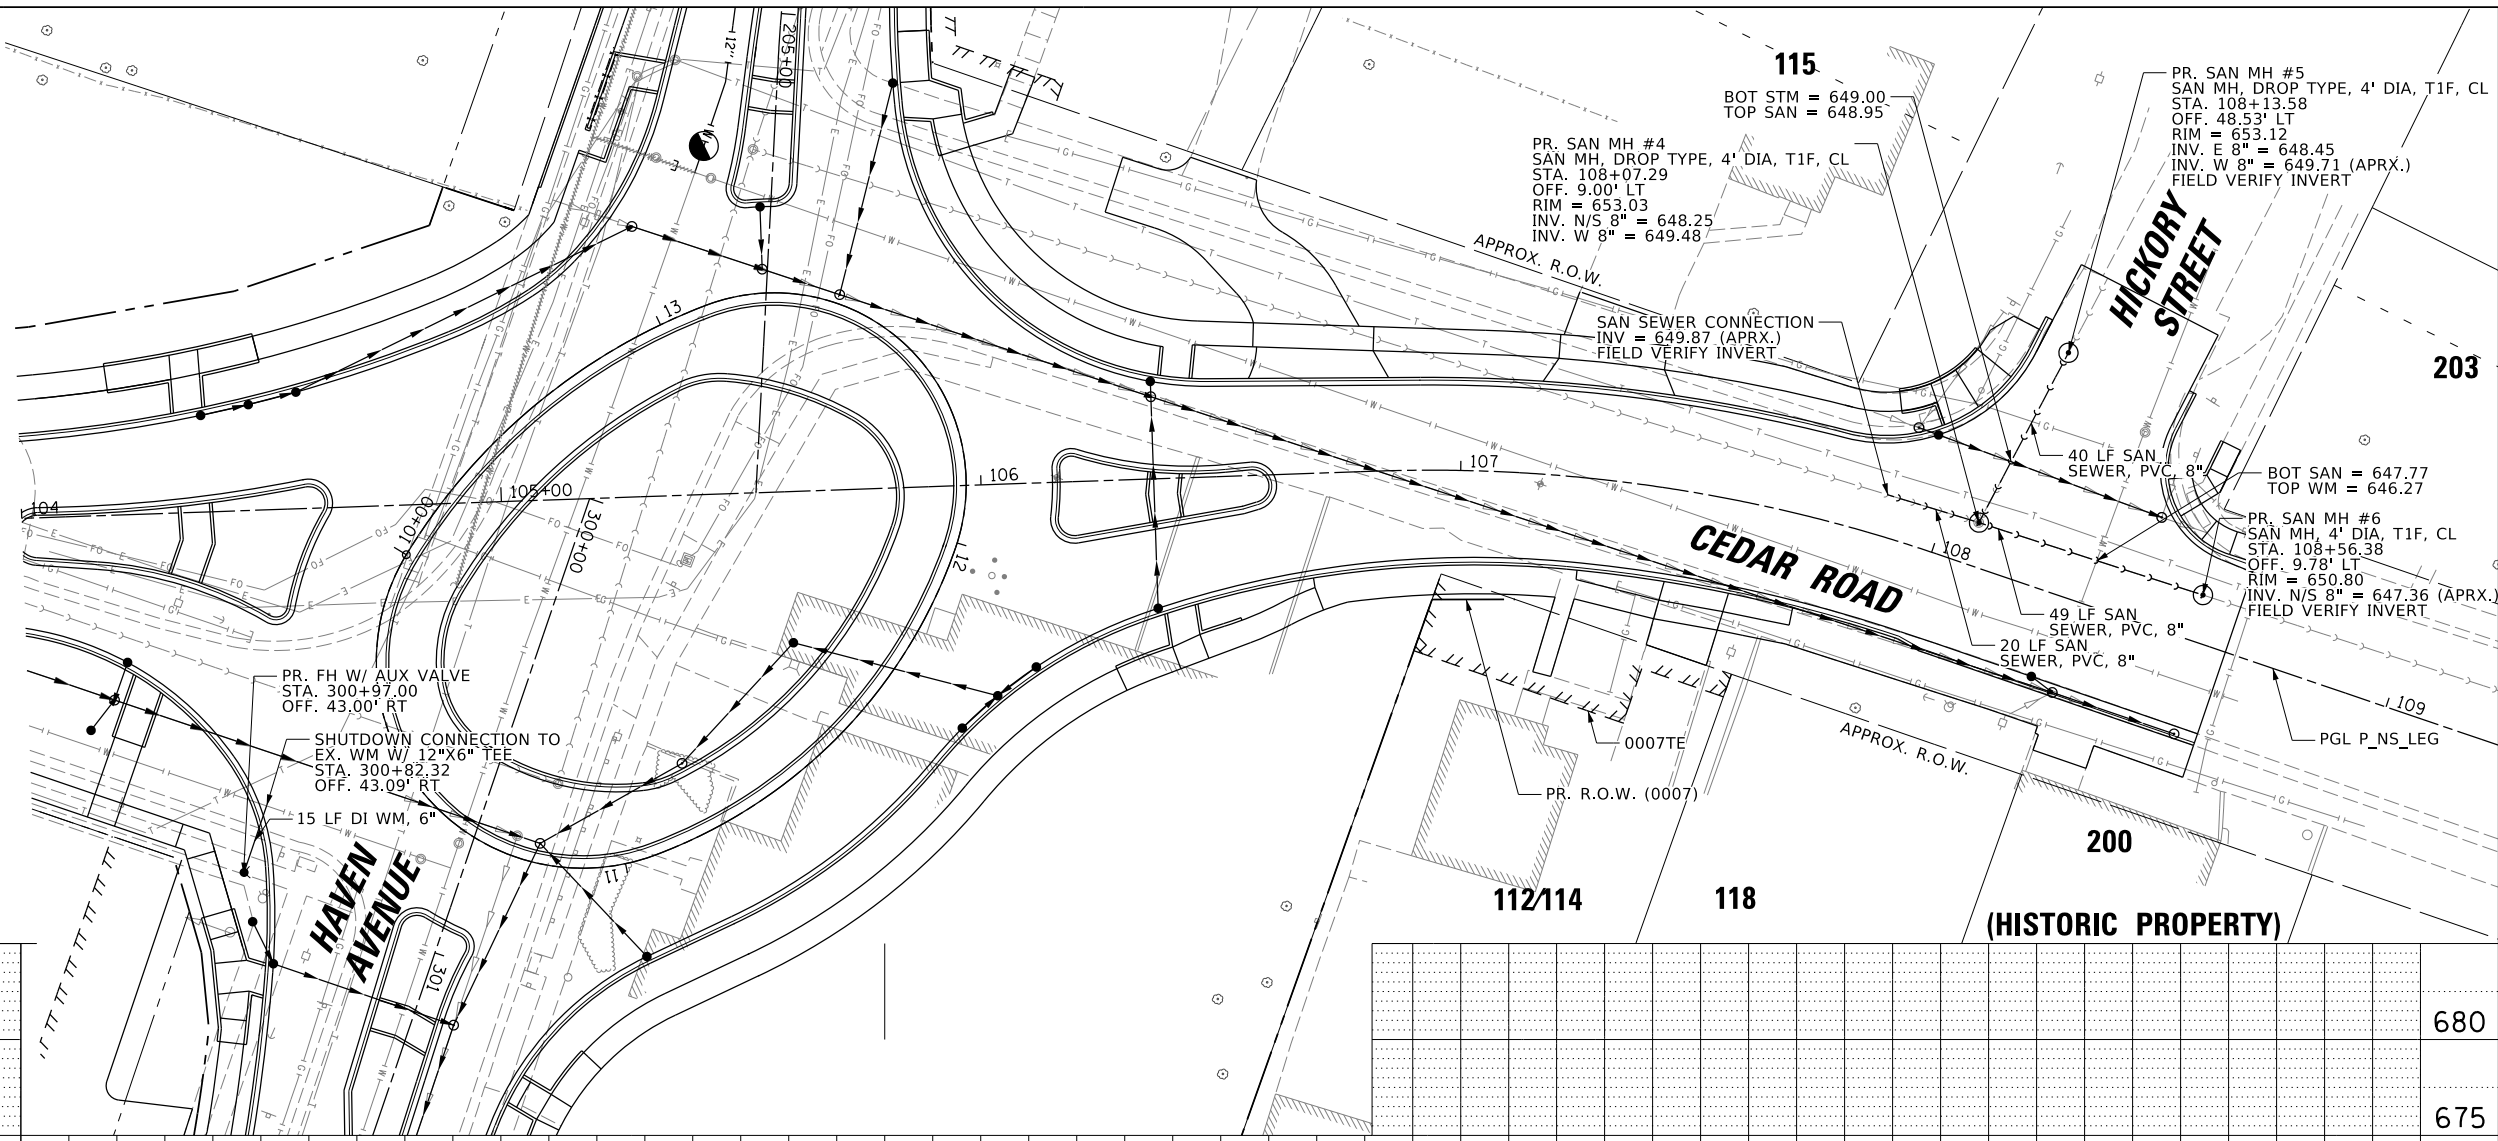 115
BOT STM = 649.00
TOP SAN = 648.95
PR. SAN MH #5
SAN MH, DROP TYPE, 4' DIA, T1F, CL
STA. 108+13.58
OFF. 48.53' LT
RIM = 653.12
INV. E 8" = 648.45
INV. W 8" = 649.71 (APRX.)
FIELD VERIFY INVERT
PR. SAN MH #4
SAN MH, DROP TYPE, 4' DIA, T1F, CL
STA. 108+07.29
OFF. 9.00' LT
RIM = 653.03
INV. N/S 8" = 648.25
INV. W 8" = 649.48
12"
205+00
APPROX. R.O.W.
HICKORY
STREET
SAN SEWER CONNECTION
INV = 649.87 (APRX.)
FIELD VERIFY INVERT
203
13
104
101+00
105+00
300+00
106
107
12
40 LF SAN
SEWER, PVC, 8"
BOT SAN = 647.77
TOP WM = 646.27
PR. SAN MH #6
SAN MH, 4' DIA, T1F, CL
STA. 108+56.38
OFF. 9.78' LT
RIM = 650.80
INV. N/S 8" = 647.36 (APRX.)
FIELD VERIFY INVERT
CEDAR ROAD
108
49 LF SAN
SEWER, PVC, 8"
20 LF SAN
SEWER, PVC, 8"
PR. FH W/ AUX VALVE
STA. 300+97.00
OFF. 43.00' RT
SHUTDOWN CONNECTION TO
EX. WM W/ 12"X6" TEE
STA. 300+82.32
OFF. 43.09' RT
15 LF DI WM, 6"
109
PGL P_NS_LEG
0007TE
APPROX. R.O.W.
PR. R.O.W. (0007)
HAVEN
AVENUE
11
301
112/114
118
200
(HISTORIC PROPERTY)
680
675